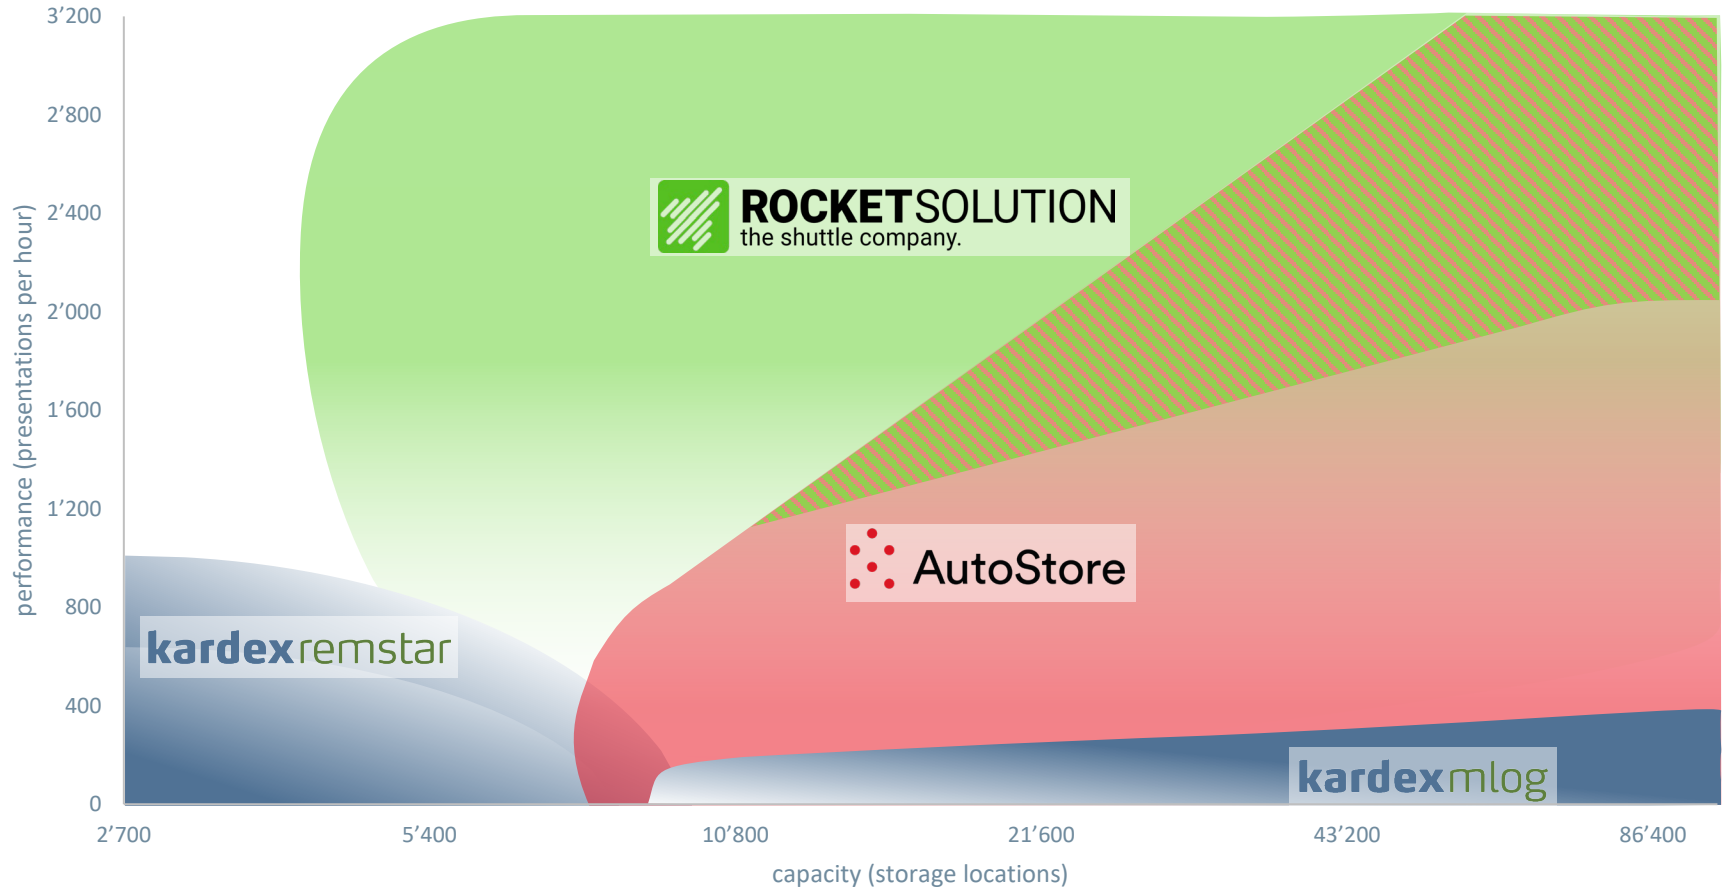 3’200
2’800
2’400
2’000
1’600
1’200
800
400
0
performance (presentations per hour)
ROCKETSOLUTION
the shuttle company.
AutoStore
kardexremstar
kardexmlog
2’700
5’400
10’800
21’600
43’200
86’400
capacity (storage locations)